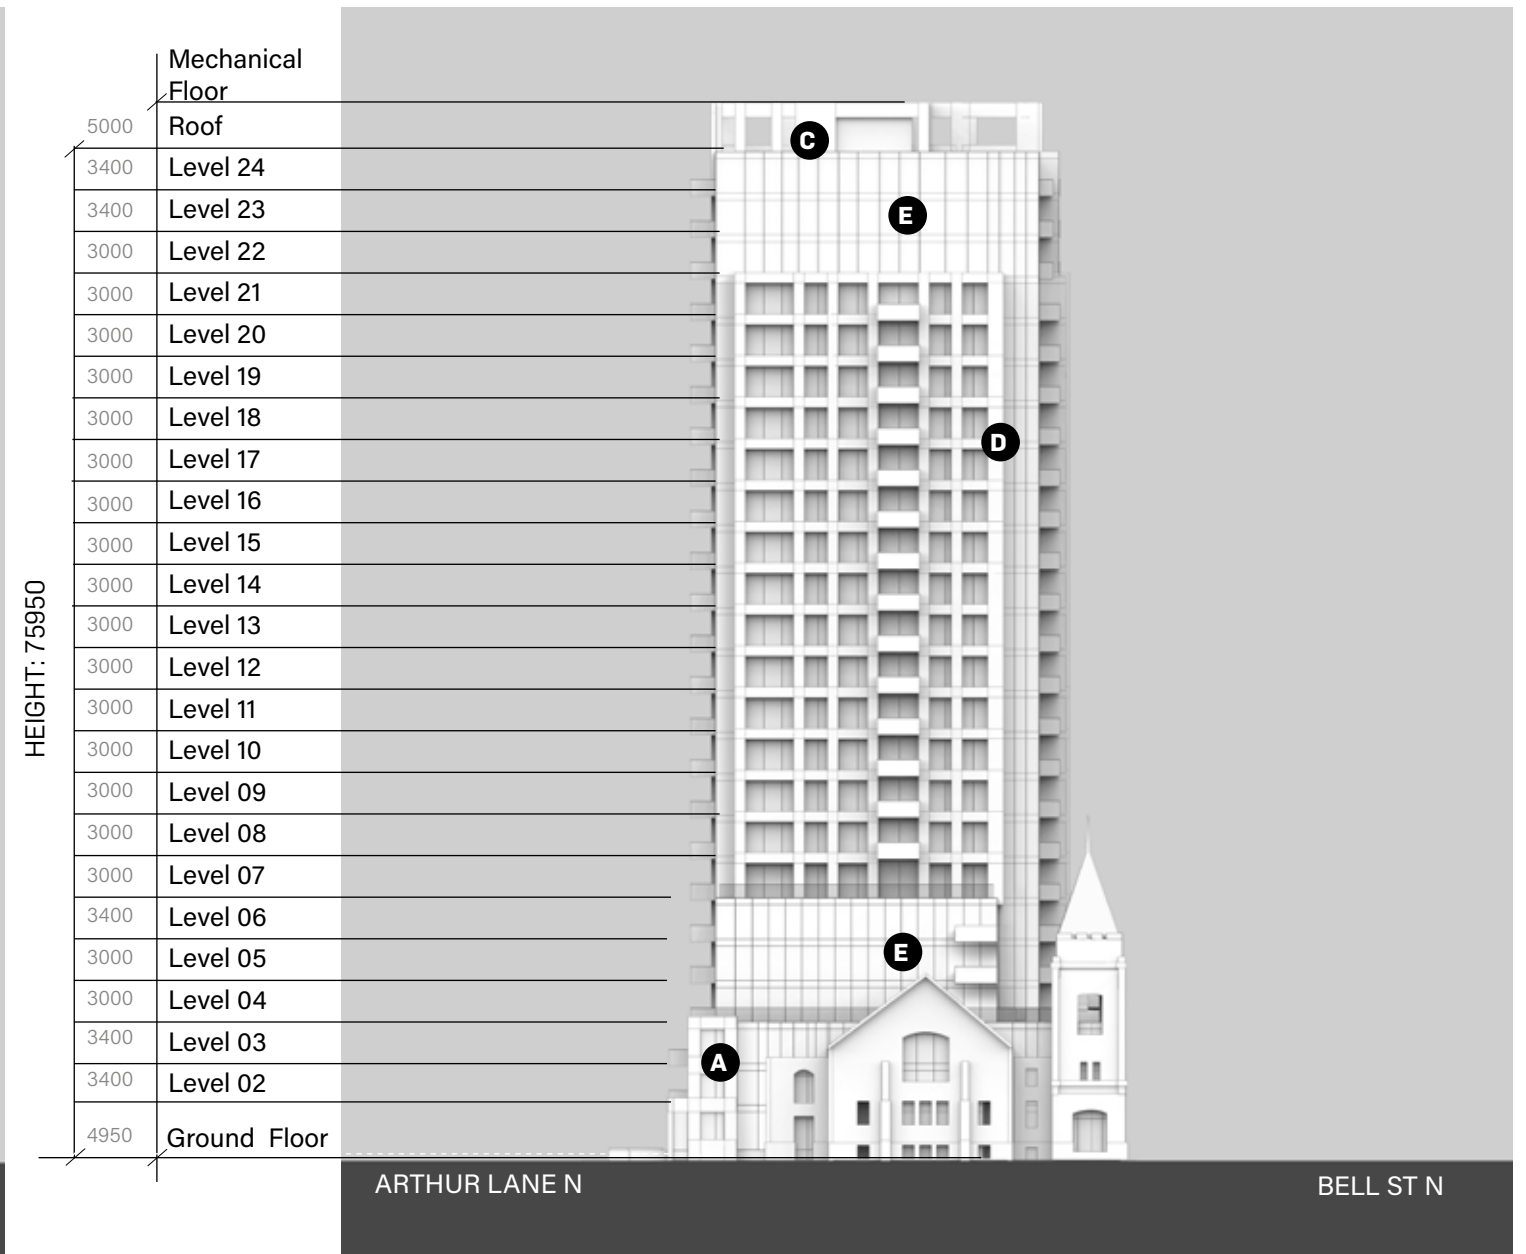 Mechanical
Floor
5000 Roof
3400 Level 24
3400 Level 23
3000 Level 22
3000 Level 21
3000 Level 20
3000 Level 19
3000 Level 18
3000 Level 17
3000 Level 16
3000 Level 15
3000 Level 14
3000 Level 13
3000 Level 12
3000 Level 11
3000 Level 10
3000 Level 09
3000 Level 08
3000 Level 07
3400 Level 06
3000 Level 05
3000 Level 04
3400 Level 03
3400 Level 02
4950 Ground Floor
HEIGHT: 75950
C
E
D
E
A
ARTHUR LANE N
BELL ST N